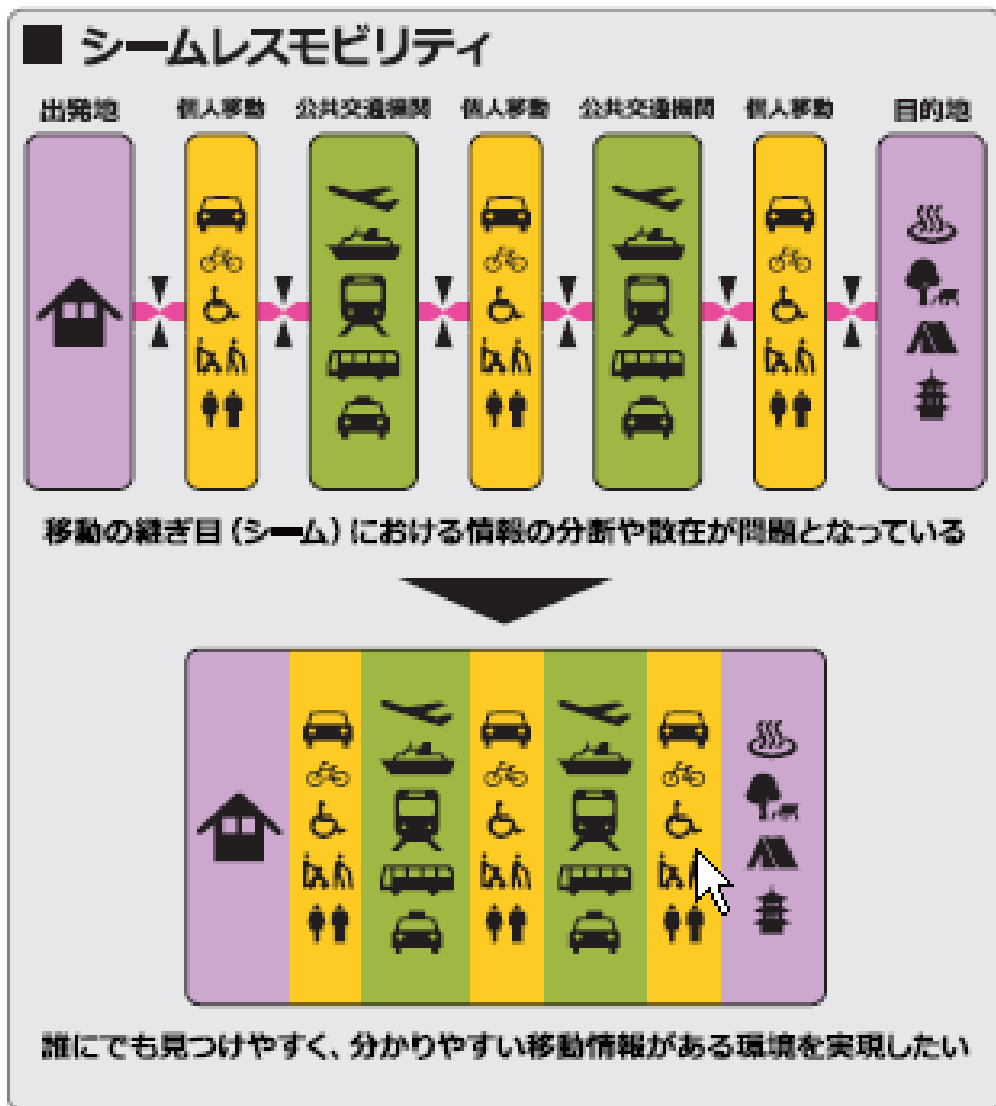 ■ シームレスモビリティ
出発地 個人移動 公共交通機関 個人移動 公共交通機関 個人移動 目的地
移動の継ぎ目（シーム）における情報の分断や散在が問題となっている
誰にでも見つけやすく、分かりやすい移動情報がある環境を実現したい